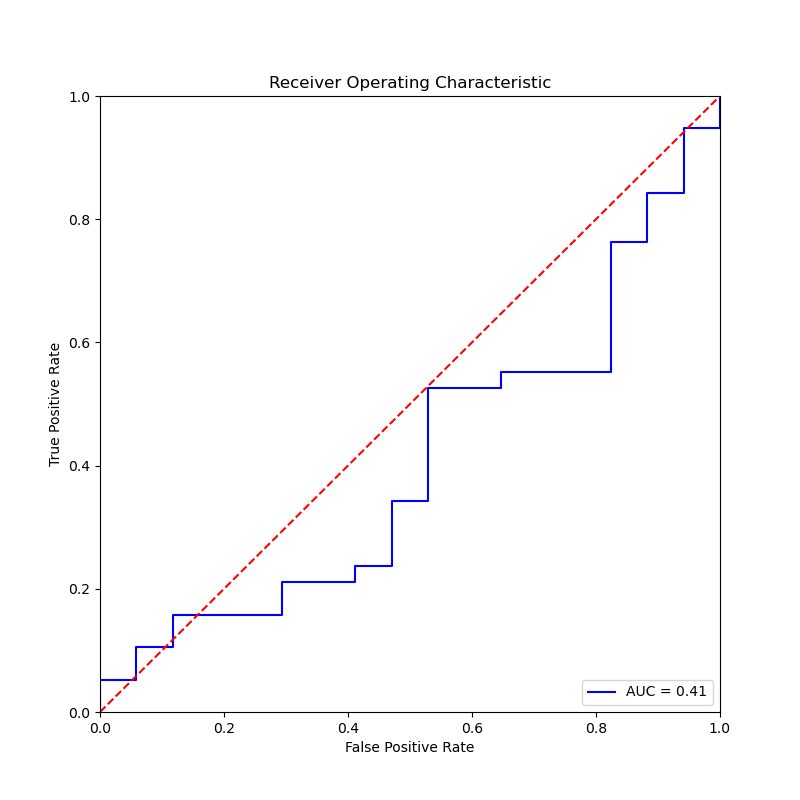 Receiver Operating Characteristic
True Positive Rate
1.0
0.8
0.6
0.4
0.2
0.0
AUC = 0.41
0.0 0.2 0.4 0.6 0.8 1.0
False Positive Rate